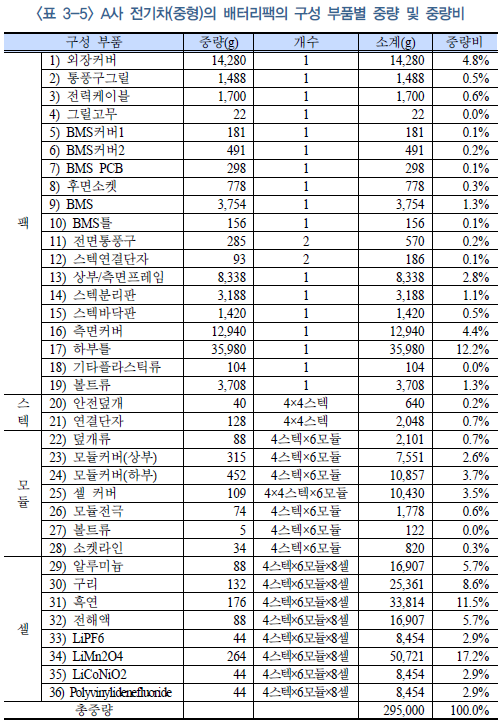 <표 3-5> A사 전기차(중형)의 배터리팩의 구성 부품별 중량 및 중량비
구성 부품 중량(g) 개수 소계(g) 중량비
팩
1) 외장커버 14,280 1 14,280 4.8%
2) 통풍구그릴 1,488 1 1,488 0.5%
3) 전력케이블 1,700 1 1,700 0.6%
4) 그릴고무 22 1 22 0.0%
5) BMS커버1 181 1 181 0.1%
6) BMS커버2 491 1 491 0.2%
7) BMS PCB 298 1 298 0.1%
8) 후면소켓 778 1 778 0.3%
9) BMS 3,754 1 3,754 1.3%
10) BMS틀 156 1 156 0.1%
11) 전면통풍구 285 2 570 0.2%
12) 스텍연결단자 93 2 186 0.1%
13) 상부/측면프레임 8,338 1 8,338 2.8%
14) 스텍분리판 3,188 1 3,188 1.1%
15) 스텍바닥판 1,420 1 1,420 0.5%
16) 측면커버 12,940 1 12,940 4.4%
17) 하부틀 35,980 1 35,980 12.2%
18) 기타플라스틱류 104 1 104 0.0%
19) 볼트류 3,708 1 3,708 1.3%
스텍
20) 안전덮개 40 4×4스텍 640 0.2%
21) 연결단자 128 4×4스텍 2,048 0.7%
모듈
22) 덮개류 88 4스텍×6모듈 2,101 0.7%
23) 모듈커버(상부) 315 4스텍×6모듈 7,551 2.6%
24) 모듈커버(하부) 452 4스텍×6모듈 10,857 3.7%
25) 셀 커버 109 4×4스텍×6모듈 10,430 3.5%
26) 모듈전극 74 4스텍×6모듈 1,778 0.6%
27) 볼트류 5 4스텍×6모듈 122 0.0%
28) 소켓라인 34 4스텍×6모듈 820 0.3%
셀
29) 알루미늄 88 4스텍×6모듈×8셀 16,907 5.7%
30) 구리 132 4스텍×6모듈×8셀 25,361 8.6%
31) 흑연 176 4스텍×6모듈×8셀 33,814 11.5%
32) 전해액 88 4스텍×6모듈×8셀 16,907 5.7%
33) LiPF6 44 4스텍×6모듈×8셀 8,454 2.9%
34) LiMn2O4 264 4스텍×6모듈×8셀 50,721 17.2%
35) LiCoNiO2 44 4스텍×6모듈×8셀 8,454 2.9%
36) Polyvinylidenefluoride 44 4스텍×6모듈×8셀 8,454 2.9%
총중량 295,000 100.0%